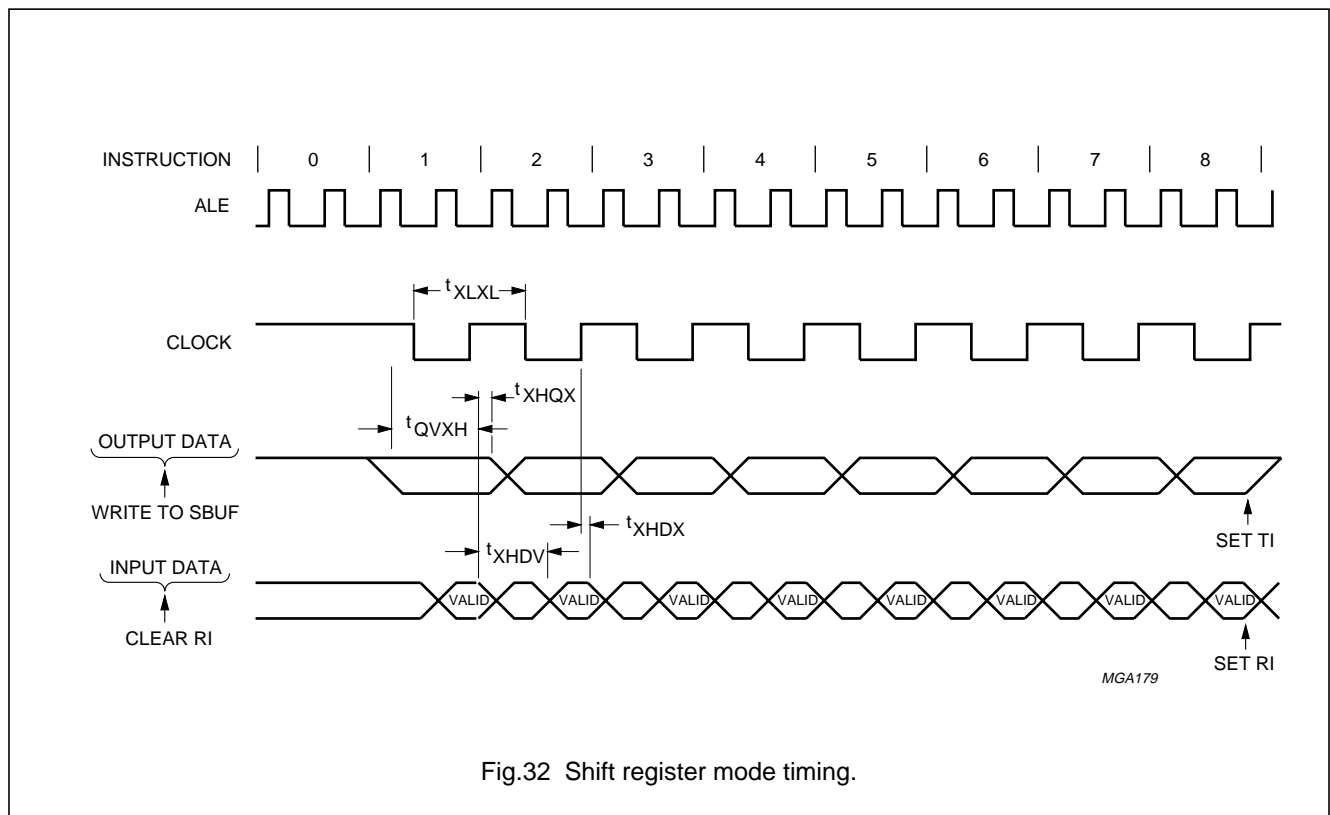 INSTRUCTION | 0 | 1 | 2 | 3 | 4 | 5 | 6 | 7 | 8 |
ALE
tXLXL
CLOCK
tXHQX
tQVXH
OUTPUT DATA
WRITE TO SBUF
tXHDX
SET TI
tXHDV
INPUT DATA
VALID VALID VALID VALID VALID VALID VALID VALID
CLEAR RI
SET RI
MGA179
Fig.32 Shift register mode timing.